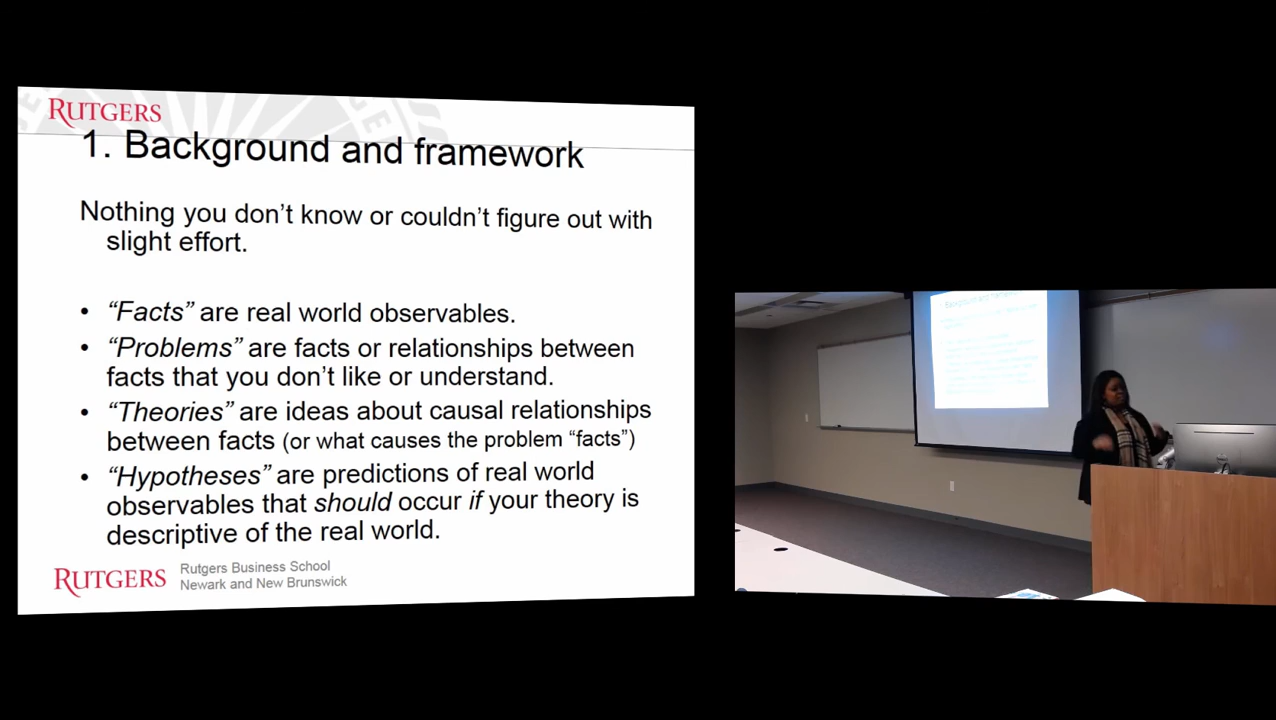 RUTGERS
1. Background and framework
Nothing you don’t know or couldn’t figure out with
slight effort.
• “Facts” are real world observables.
• “Problems” are facts or relationships between
facts that you don’t like or understand.
• “Theories” are ideas about causal relationships
between facts (or what causes the problem “facts”)
• “Hypotheses” are predictions of real world
observables that should occur if your theory is
descriptive of the real world.
RUTGERS
Rutgers Business School
Newark and New Brunswick